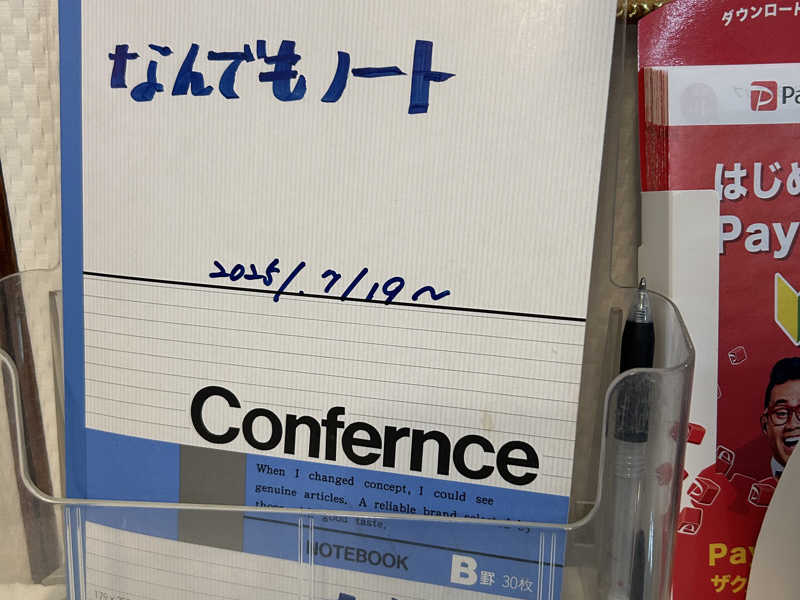 なんでもノート
2025/.7/19～
Confernce
When I changed concept, I could see
genuine articles. A reliable brand selected by
good taste.
NOTEBOOK
B罫 30枚
ダウンロード
はじめ
Pay
Pay
ザク